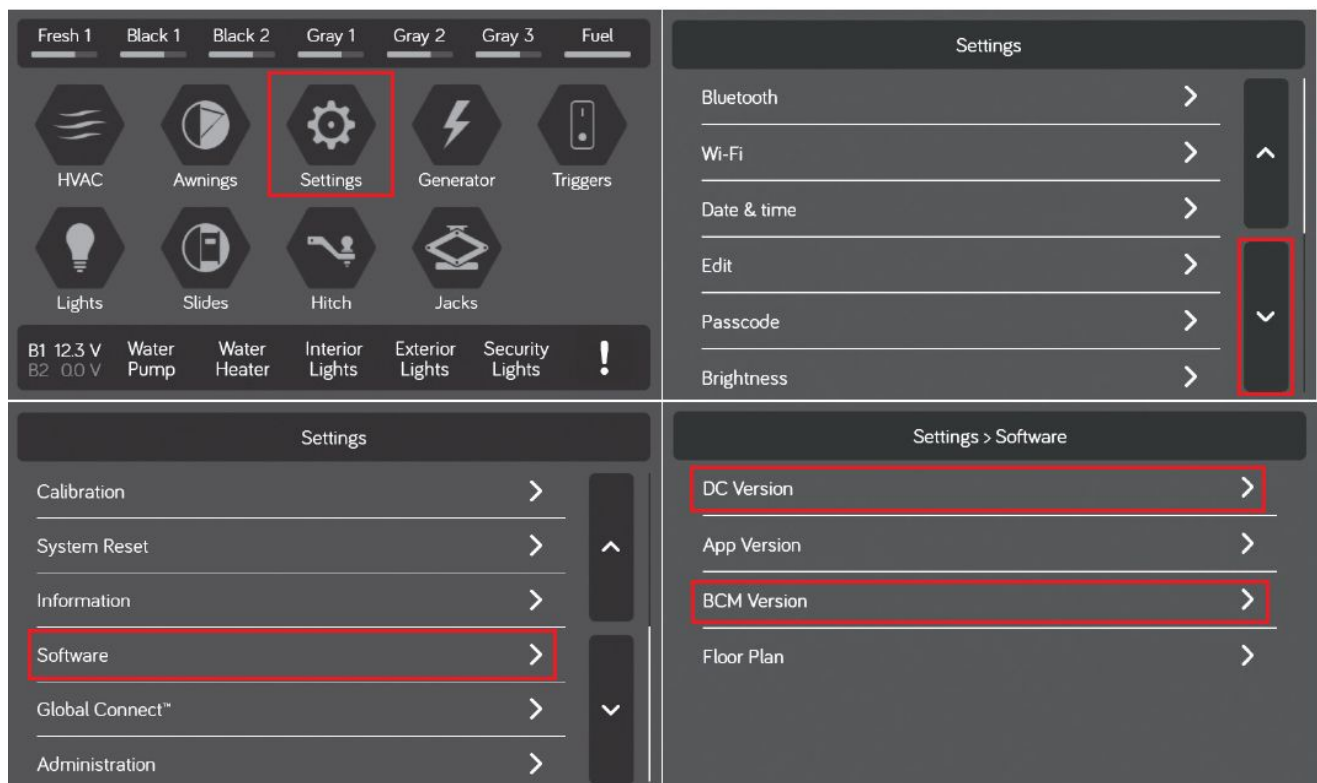 Fresh 1 Black 1 Black 2 Gray 1 Gray 2 Gray 3 Fuel
HVAC Awnings Settings Generator Triggers
Lights Slides Hitch Jacks
B1 12.3 V Water Water Interior Exterior Security !
B2 0.0 V Pump Heater Lights Lights Lights
Settings
Bluetooth
Wi-Fi
Date & time
Edit
Passcode
Brightness
Settings
Calibration
System Reset
Information
Software
Global Connect™
Administration
Settings > Software
DC Version
App Version
BCM Version
Floor Plan